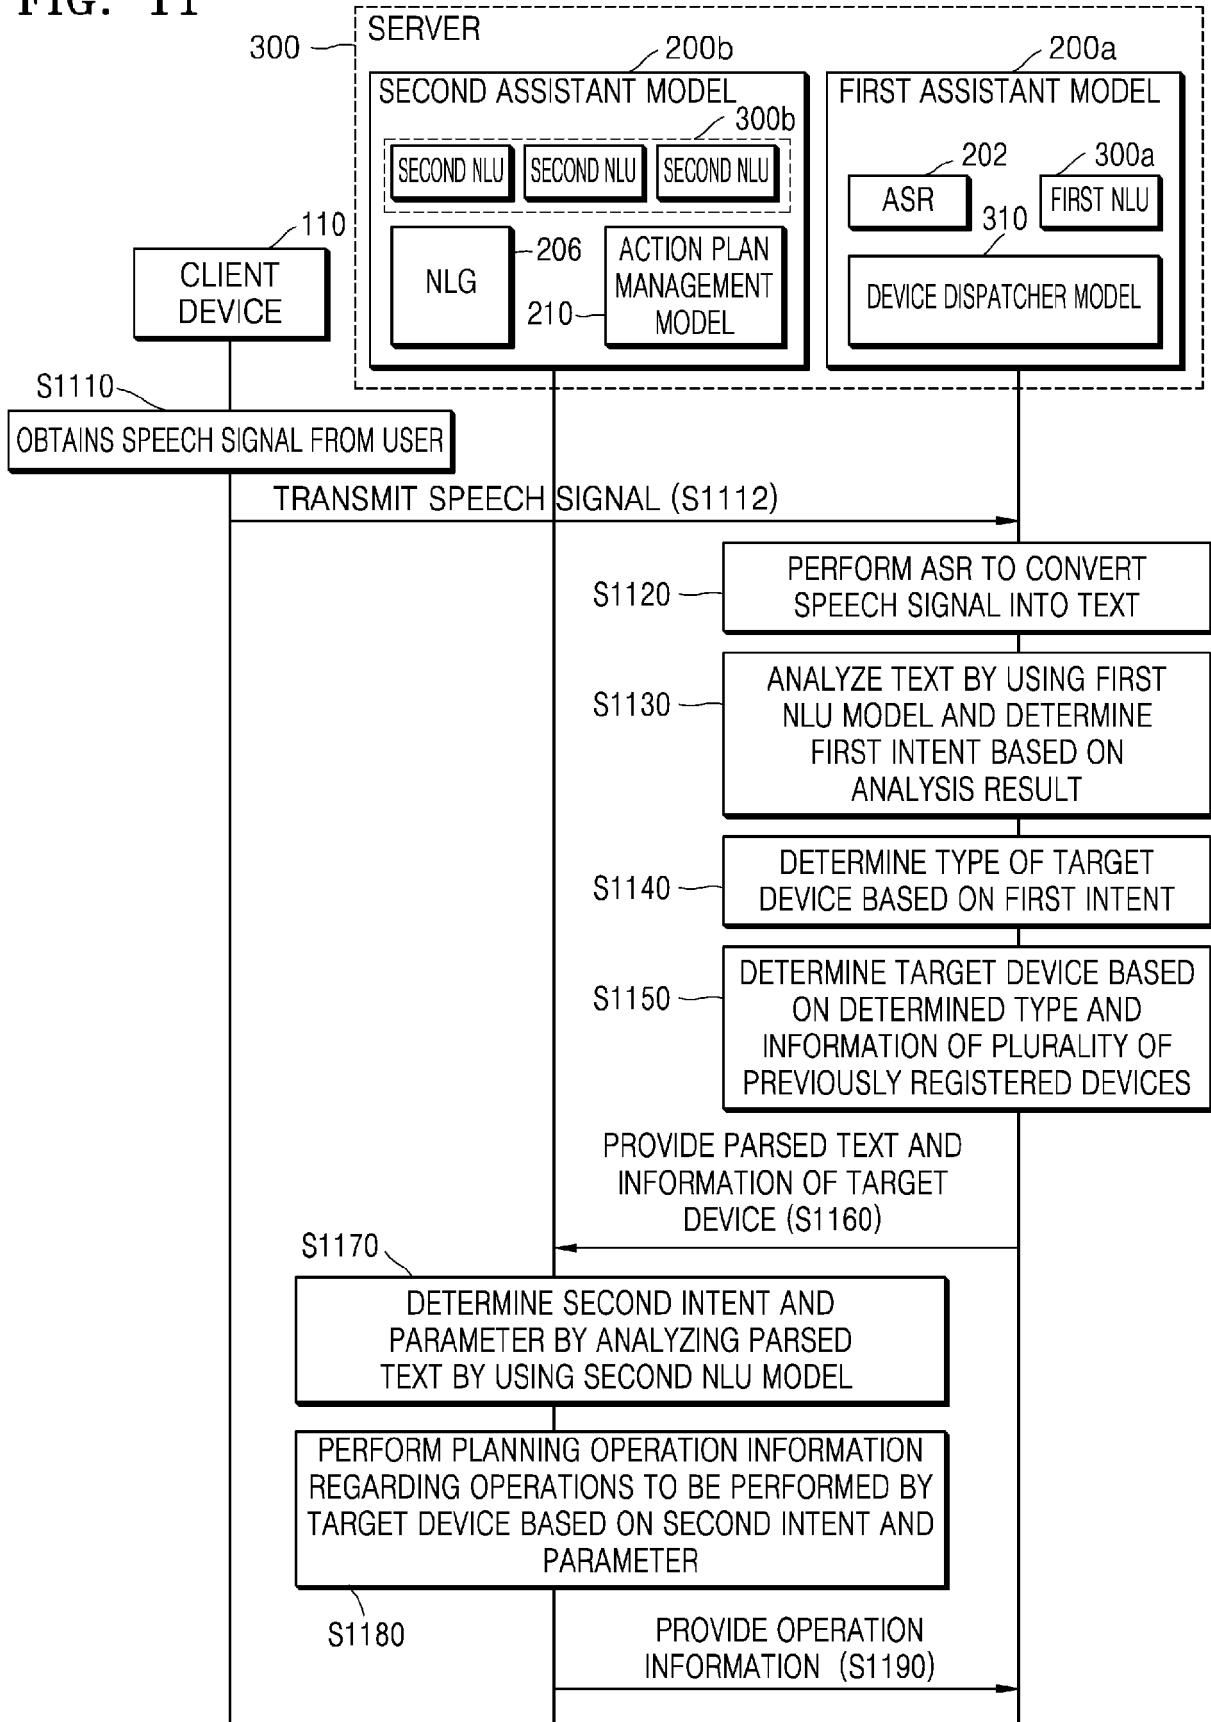 FIG. 11
SERVER
300
200b
200a
SECOND ASSISTANT MODEL
FIRST ASSISTANT MODEL
300b
SECOND NLU
SECOND NLU
SECOND NLU
202
300a
ASR
FIRST NLU
110
CLIENT
DEVICE
NLG
206
ACTION PLAN
MANAGEMENT
MODEL
210
310
DEVICE DISPATCHER MODEL
S1110
OBTAINS SPEECH SIGNAL FROM USER
TRANSMIT SPEECH SIGNAL (S1112)
S1120
PERFORM ASR TO CONVERT
SPEECH SIGNAL INTO TEXT
S1130
ANALYZE TEXT BY USING FIRST
NLU MODEL AND DETERMINE
FIRST INTENT BASED ON
ANALYSIS RESULT
S1140
DETERMINE TYPE OF TARGET
DEVICE BASED ON FIRST INTENT
S1150
DETERMINE TARGET DEVICE BASED
ON DETERMINED TYPE AND
INFORMATION OF PLURALITY OF
PREVIOUSLY REGISTERED DEVICES
PROVIDE PARSED TEXT AND
INFORMATION OF TARGET
DEVICE (S1160)
S1170
DETERMINE SECOND INTENT AND
PARAMETER BY ANALYZING PARSED
TEXT BY USING SECOND NLU MODEL
PERFORM PLANNING OPERATION INFORMATION
REGARDING OPERATIONS TO BE PERFORMED BY
TARGET DEVICE BASED ON SECOND INTENT AND
PARAMETER
S1180
PROVIDE OPERATION
INFORMATION (S1190)